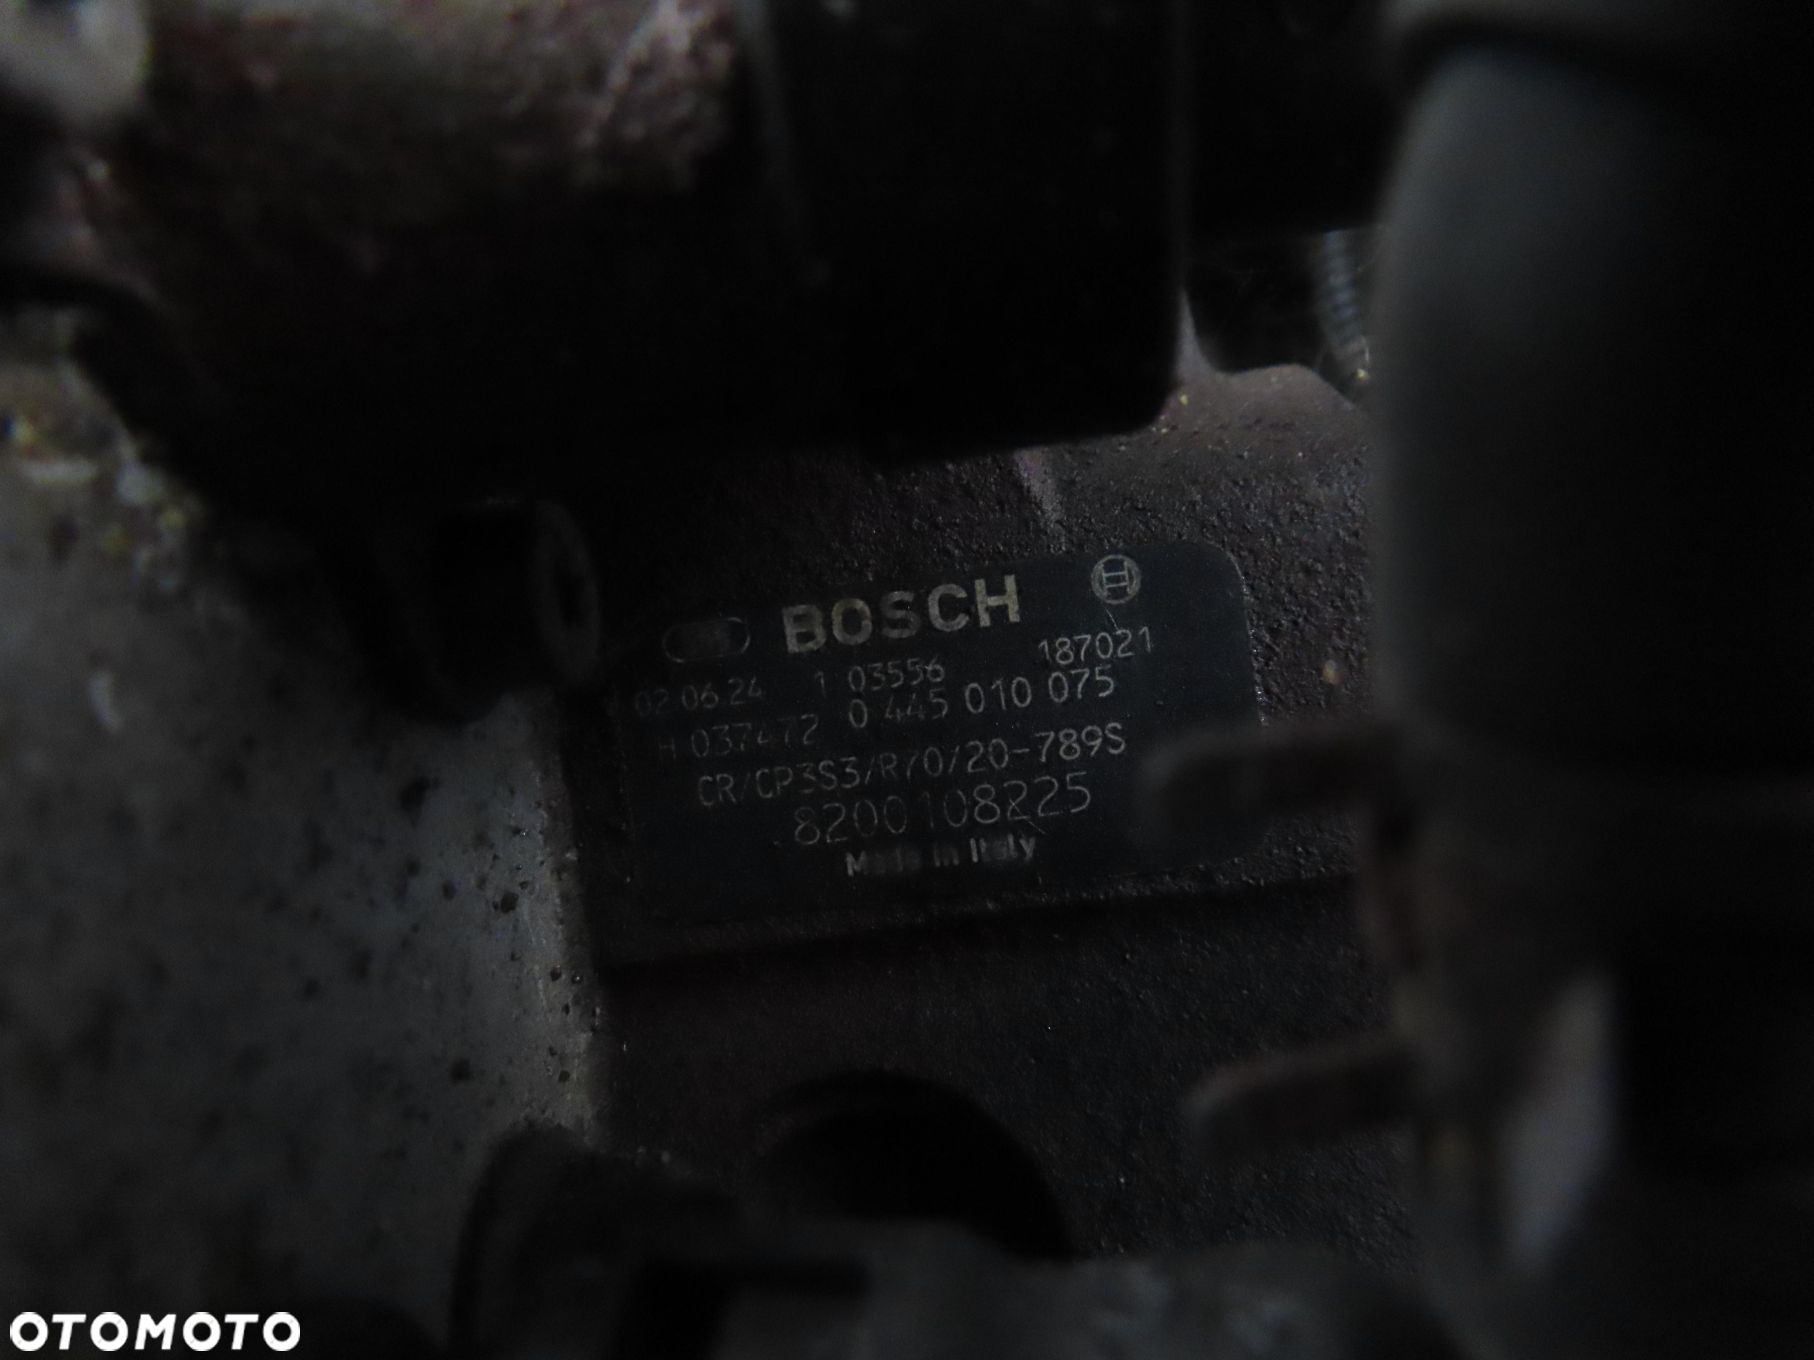 BOSCH
02 06 24 1 03556 187021
H 037472 0 445 010 075
CR/CP3S3/R70/20-789S
8200108225
Made in Italy
OTOMOTO